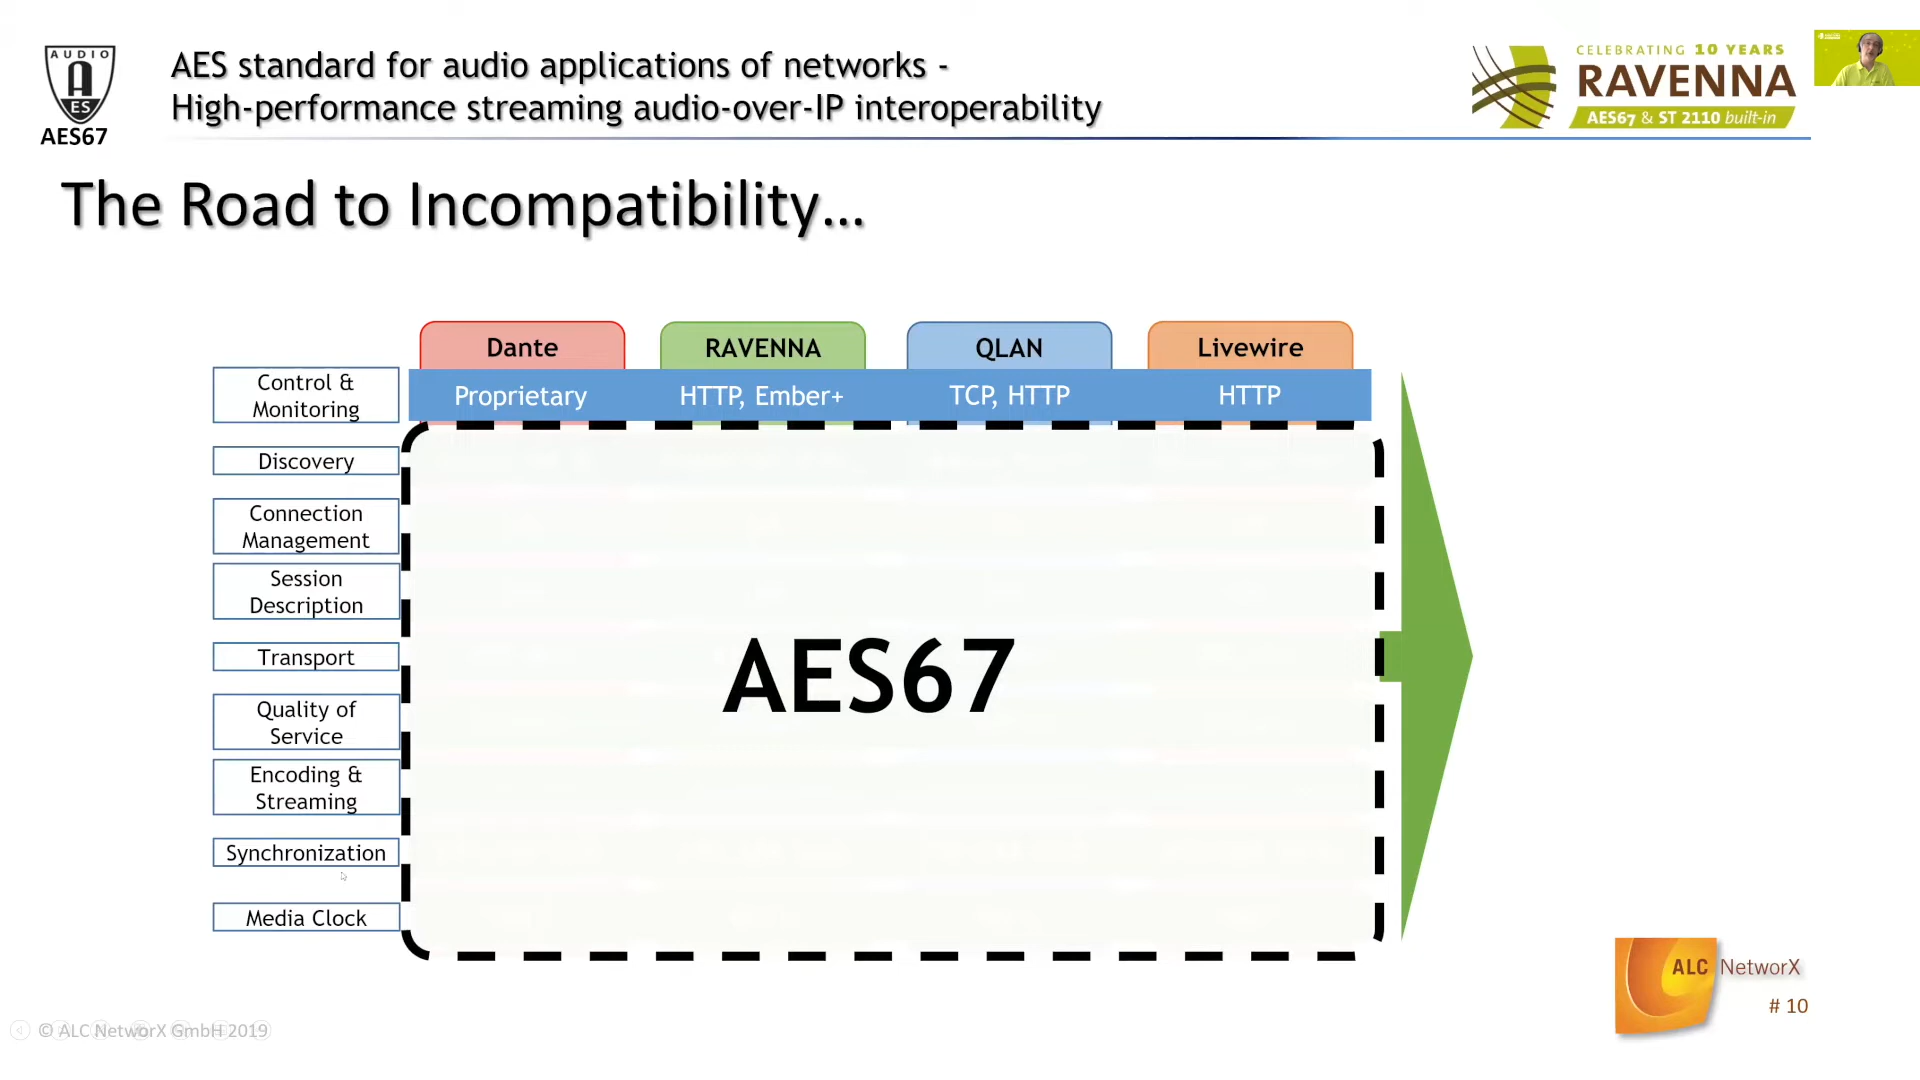 AUDIO
A
ES
AES67
AES standard for audio applications of networks -
High-performance streaming audio-over-IP interoperability
CELEBRATING 10 YEARS
RAVENNA
AES67 & ST 2110 built-in
The Road to Incompatibility...
Dante
RAVENNA
QLAN
Livewire
Control &
Monitoring
Proprietary
HTTP, Ember+
TCP, HTTP
HTTP
Discovery
Connection
Management
Session
Description
AES67
Transport
Quality of
Service
Encoding &
Streaming
Synchronization
Media Clock
ALC NetworX
# 10
© ALC NetworX GmbH 2019